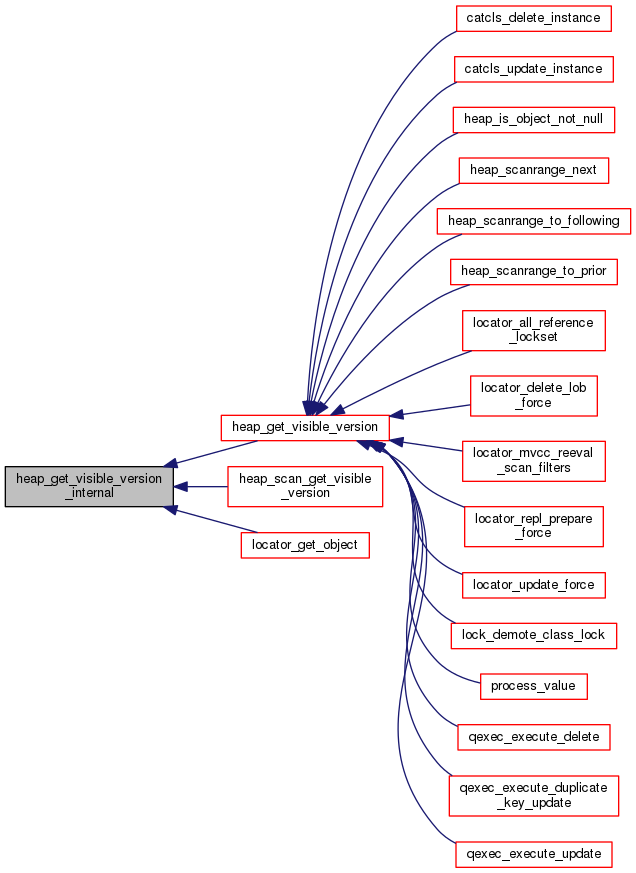 catcls_delete_instance
catcls_update_instance
heap_is_object_not_null
heap_scanrange_next
heap_scanrange_to_following
heap_scanrange_to_prior
locator_all_reference
_lockset
locator_delete_lob
_force
heap_get_visible_version
locator_mvcc_reeval
_scan_filters
heap_get_visible_version
_internal
heap_scan_get_visible
_version
locator_repl_prepare
_force
locator_get_object
locator_update_force
lock_demote_class_lock
process_value
qexec_execute_delete
qexec_execute_duplicate
_key_update
qexec_execute_update